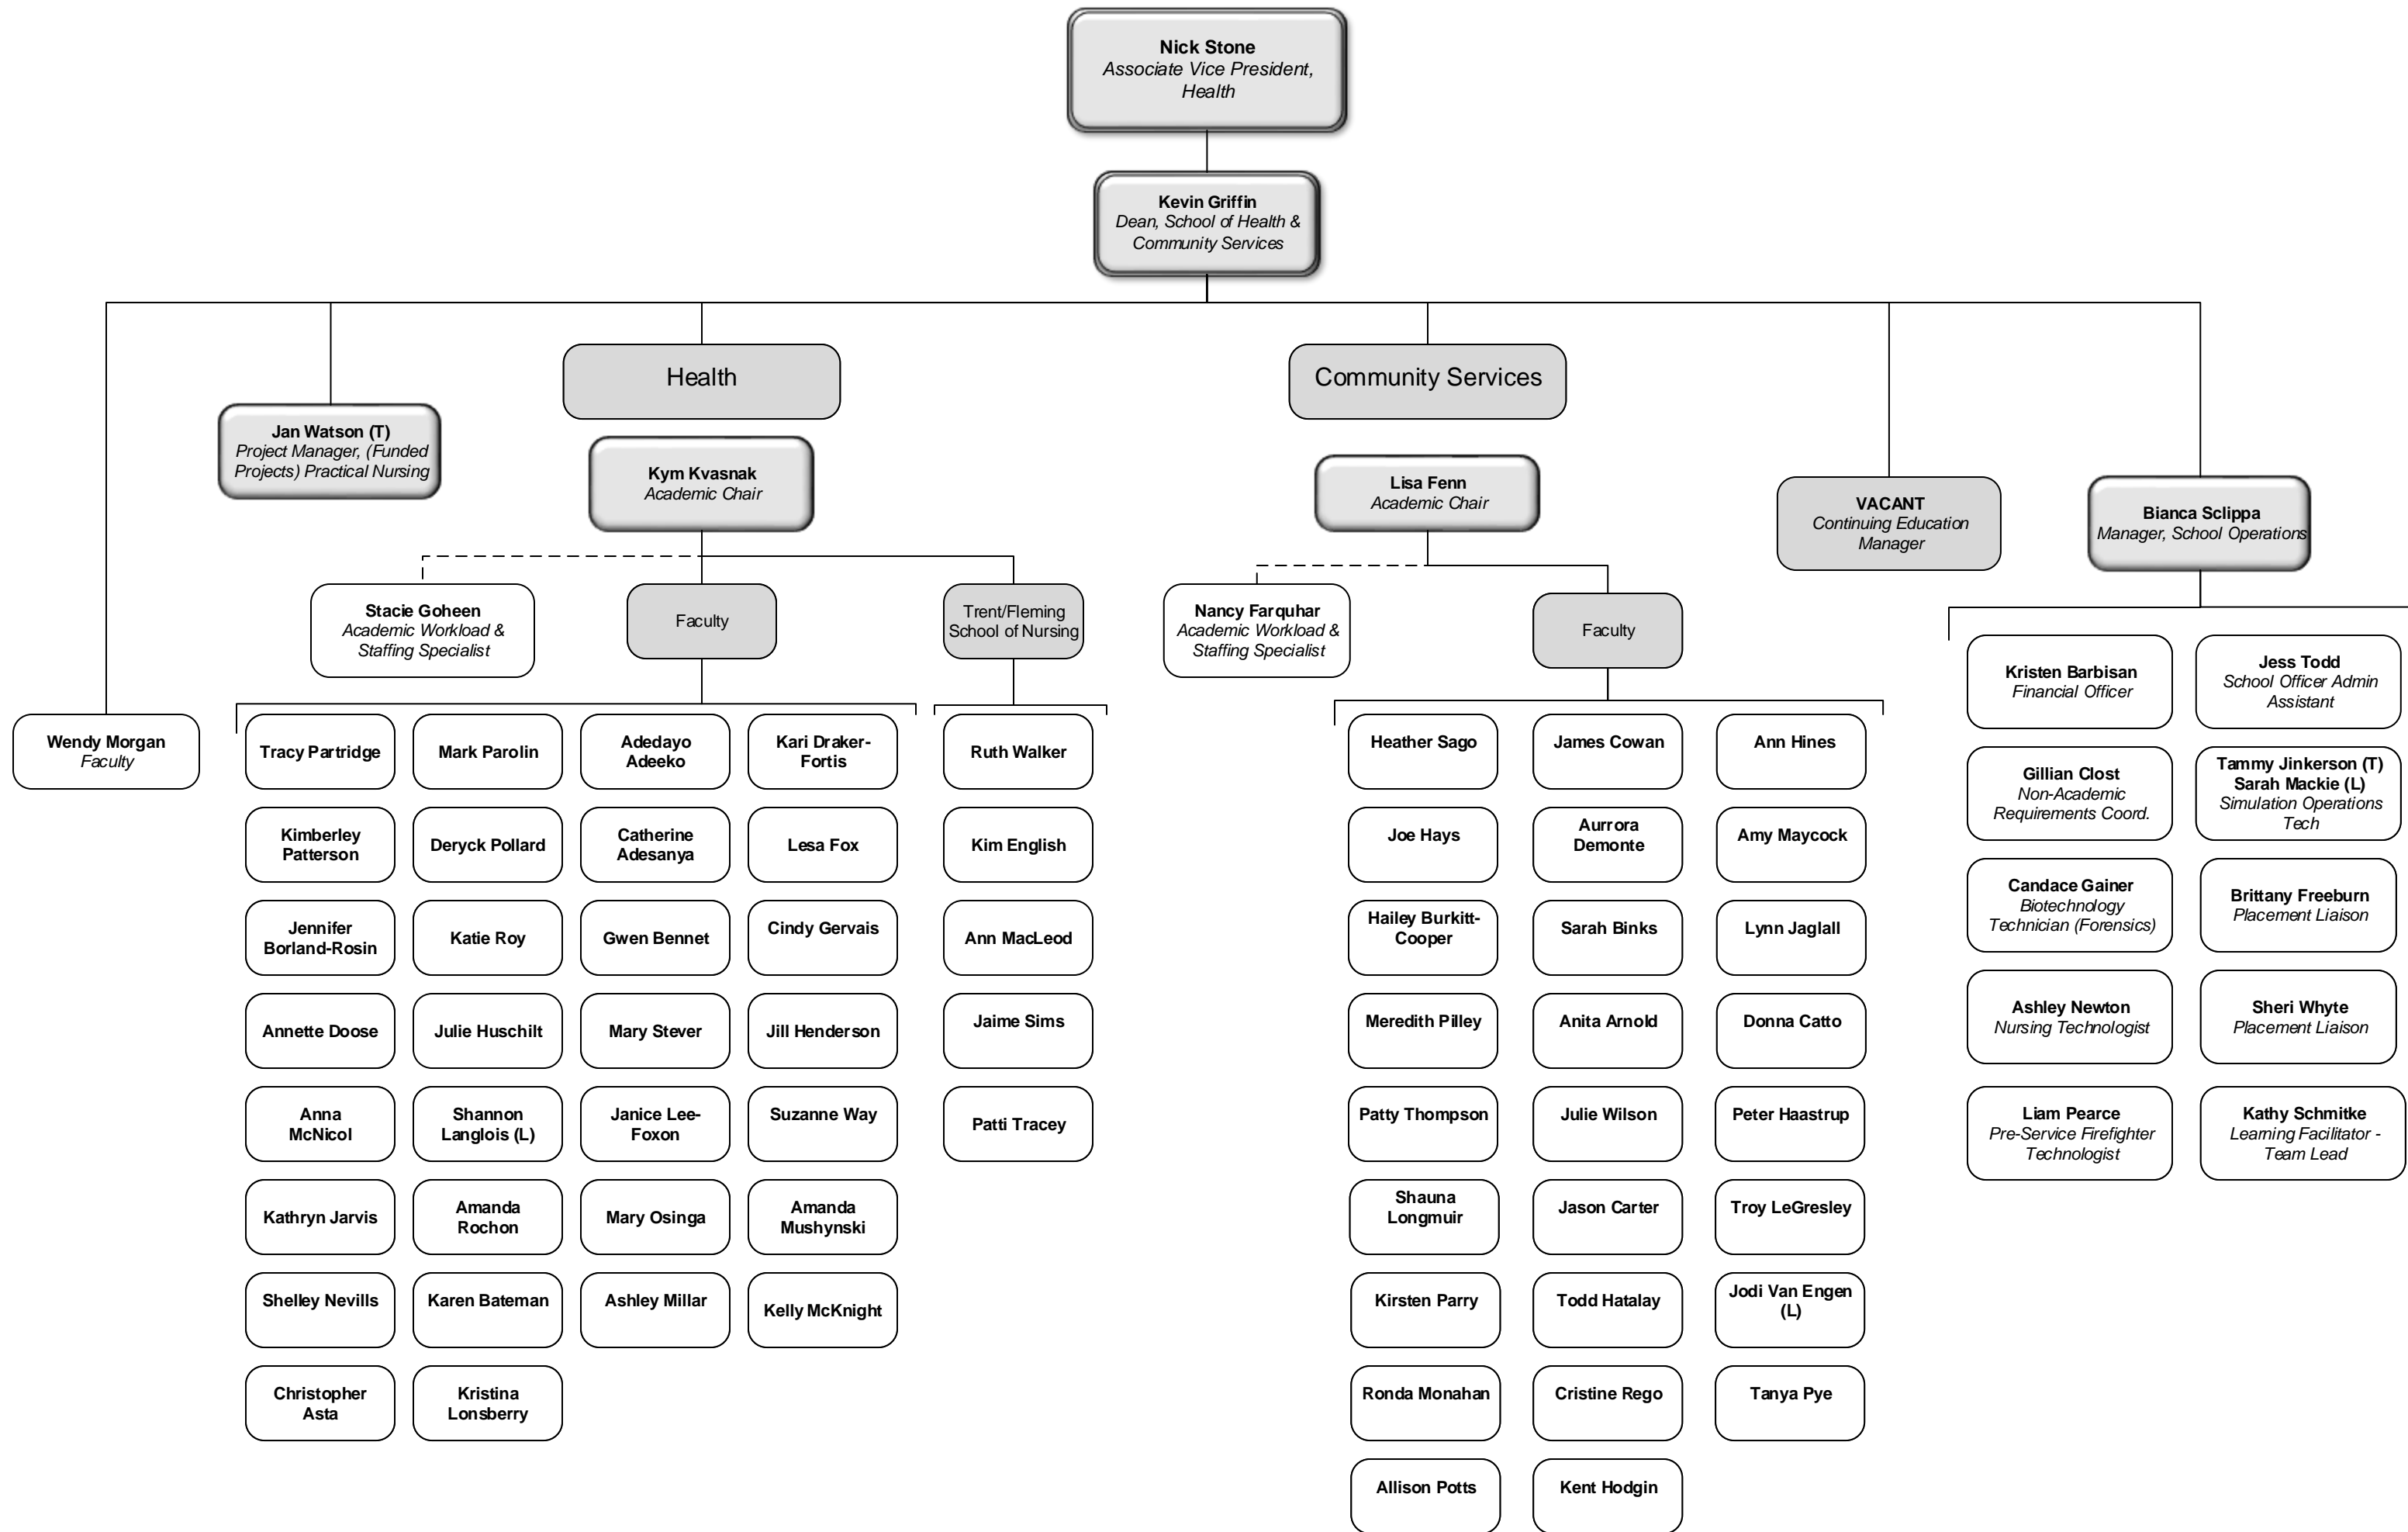 Nick Stone
Associate Vice President,
Health
Kevin Griffin
Dean, School of Health &
Community Services
Health
Community Services
Jan Watson (T)
Project Manager, (Funded
Projects) Practical Nursing
Kym Kvasnak
Academic Chair
Lisa Fenn
Academic Chair
VACANT
Continuing Education
Manager
Bianca Sclippa
Manager, School Operations
Stacie Goheen
Academic Workload &
Staffing Specialist
Faculty
Trent/Fleming
School of Nursing
Nancy Farquhar
Academic Workload &
Staffing Specialist
Faculty
Wendy Morgan
Faculty
Tracy Partridge
Mark Parolin
Adedayo
Adeeko
Kari Draker-
Fortis
Kimberley
Patterson
Deryck Pollard
Catherine
Adesanya
Lesa Fox
Jennifer
Borland-Rosin
Katie Roy
Gwen Bennet
Cindy Gervais
Annette Doose
Julie Huschilt
Mary Stever
Jill Henderson
Anna
McNicol
Shannon
Langlois (L)
Janice Lee-
Foxon
Suzanne Way
Kathryn Jarvis
Amanda
Rochon
Mary Osinga
Amanda
Mushynski
Shelley Nevills
Karen Bateman
Ashley Millar
Kelly McKnight
Christopher
Asta
Kristina
Lonsberry
Ruth Walker
Kim English
Ann MacLeod
Jaime Sims
Patti Tracey
Heather Sago
James Cowan
Ann Hines
Joe Hays
Aurrora
Demonte
Amy Maycock
Hailey Burkitt-
Cooper
Sarah Binks
Lynn Jaglall
Meredith Pilley
Anita Arnold
Donna Catto
Patty Thompson
Julie Wilson
Peter Haastrup
Shauna
Longmuir
Jason Carter
Troy LeGresley
Kirsten Parry
Todd Hatalay
Jodi Van Engen
(L)
Ronda Monahan
Cristine Rego
Tanya Pye
Allison Potts
Kent Hodgin
Kristen Barbisan
Financial Officer
Jess Todd
School Officer Admin
Assistant
Gillian Clost
Non-Academic
Requirements Coord.
Tammy Jinkerson (T)
Sarah Mackie (L)
Simulation Operations
Tech
Candace Gainer
Biotechnology
Technician (Forensics)
Brittany Freeburn
Placement Liaison
Ashley Newton
Nursing Technologist
Sheri Whyte
Placement Liaison
Liam Pearce
Pre-Service Firefighter
Technologist
Kathy Schmitke
Learning Facilitator -
Team Lead